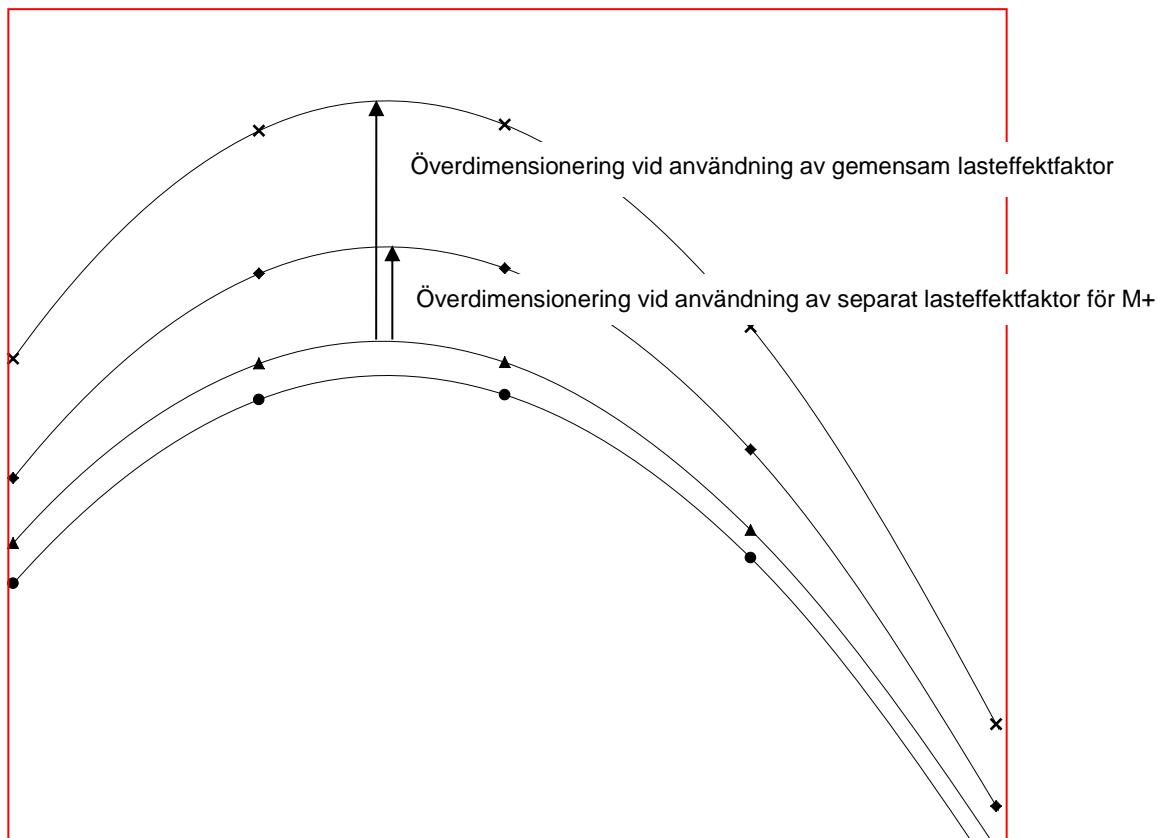 Överdimensionering vid användning av gemensam lasteffektfaktor
Överdimensionering vid användning av separat lasteffektfaktor för M+